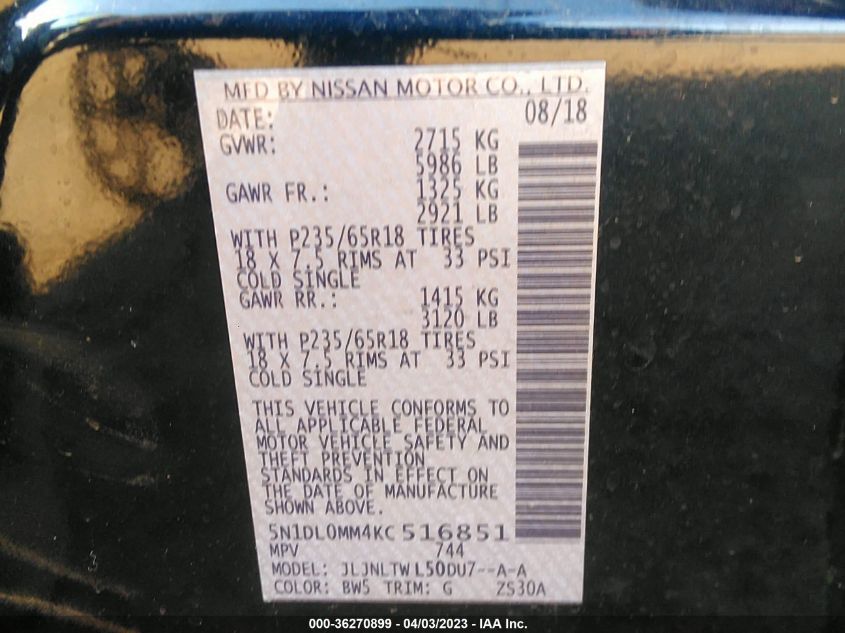 MFD BY NISSAN MOTOR CO., LTD.
DATE: 08/18
GVWR: 2715 KG
5986 LB
GAWR FR.: 1325 KG
2921 LB
WITH P235/65R18 TIRES
18 X 7.5 RIMS AT 33 PSI
COLD SINGLE
GAWR RR.: 1415 KG
3120 LB
WITH P235/65R18 TIRES
18 X 7.5 RIMS AT 33 PSI
COLD SINGLE
THIS VEHICLE CONFORMS TO
ALL APPLICABLE FEDERAL
MOTOR VEHICLE SAFETY AND
THEFT PREVENTION
STANDARDS IN EFFECT ON
THE DATE OF MANUFACTURE
SHOWN ABOVE.
5N1DL0MM4KC516851
MPV 744
MODEL: JLJNLTWL50DU7--A-A
COLOR: BW5 TRIM: G ZS30A
000-36270899 - 04/03/2023 - IAA Inc.